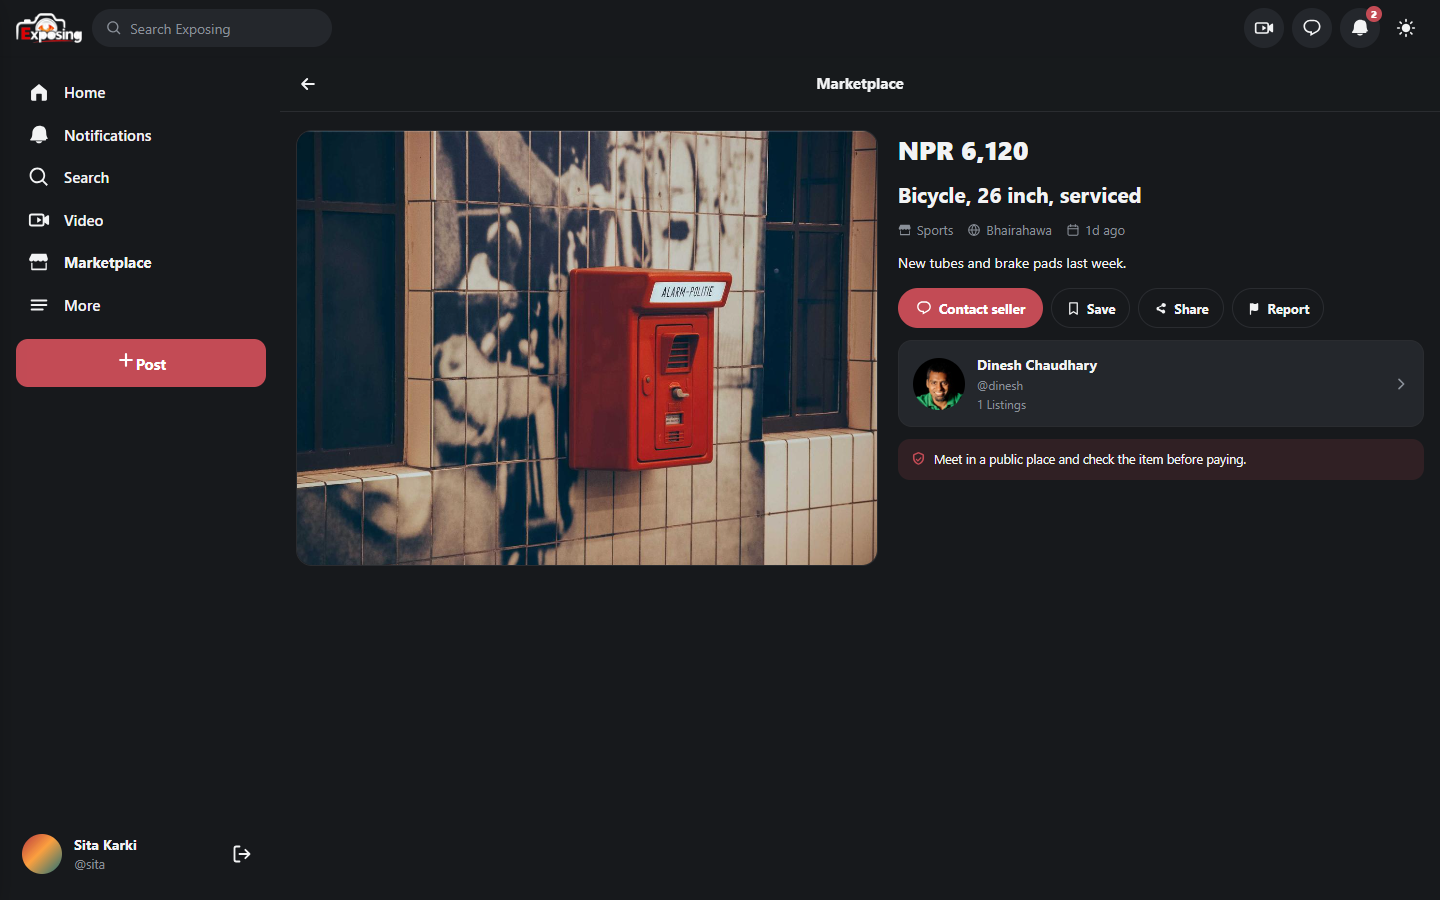 Exposing
Search Exposing
2
Home
Notifications
Search
Video
Marketplace
More
Post
Marketplace
ALARM-POLITIE
NPR 6,120
Bicycle, 26 inch, serviced
Sports Bhairahawa 1d ago
New tubes and brake pads last week.
Contact seller Save Share Report
Dinesh Chaudhary
@dinesh
1 Listings
Meet in a public place and check the item before paying.
Sita Karki
@sita